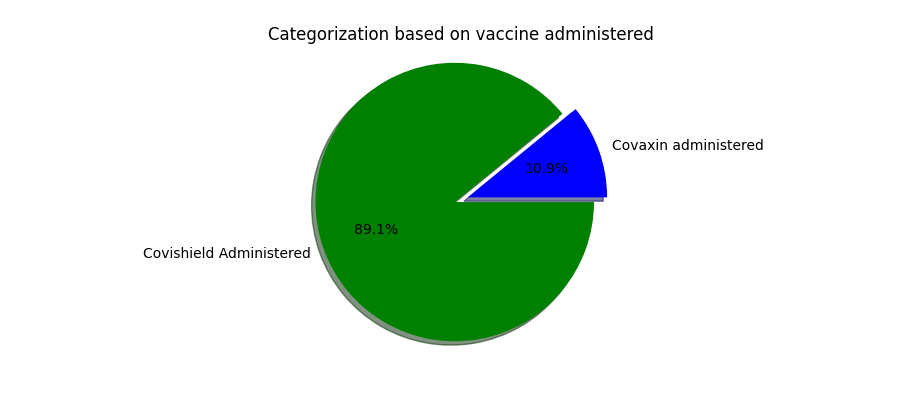 Categorization based on vaccine administered
Covaxin administered
10.9%
89.1%
Covishield Administered